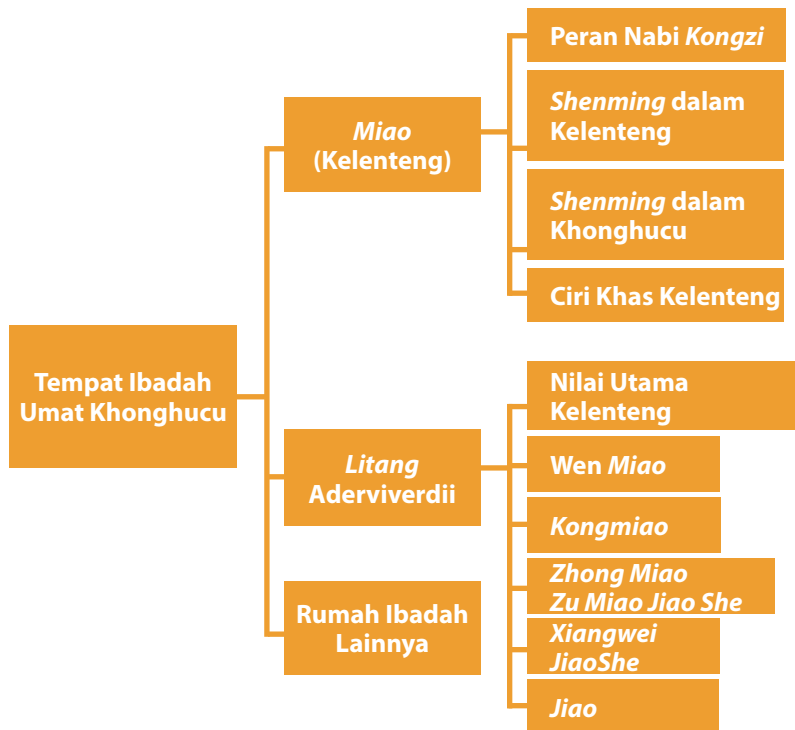 Tempat Ibadah
Umat Khonghucu
Miao
(Kelenteng)
Peran Nabi Kongzi
Shenming dalam
Kelenteng
Shenming dalam
Khonghucu
Ciri Khas Kelenteng
Litang
Aderviverdii
Nilai Utama
Kelenteng
Wen Miao
Kongmiao
Zhong Miao
Zu Miao Jiao She
Xiangwei
JiaoShe
Jiao
Rumah Ibadah
Lainnya